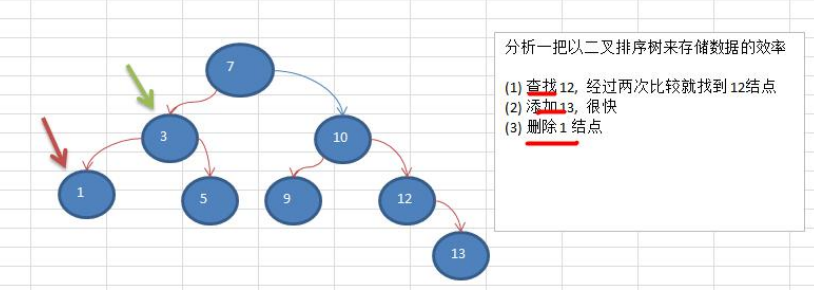 7
3
10
1
5
9
12
13
分析一把以二叉排序树来存储数据的效率
(1) 查找12, 经过两次比较就找到 12结点
(2) 添加13, 很快
(3) 删除1 结点